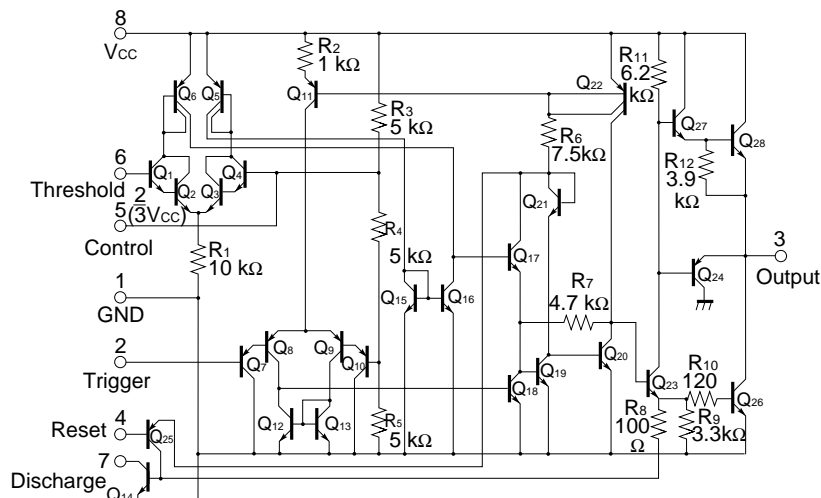 8
VCC
R2
1 kΩ
Q11
Q6
Q5
R3
5 kΩ
Q22
R11
6.2
kΩ
Q27
Q28
R6
7.5kΩ
R12
3.9
kΩ
6
Threshold
Q1
Q2
Q3
Q4
2
3VCC)
(
5
Control
R1
10 kΩ
R4
5 kΩ
Q21
Q17
Q15
Q16
R7
4.7 kΩ
Q24
3
Output
1
GND
2
Trigger
Q7
Q8
Q9
Q10
Q12
Q13
R5
5 kΩ
Q18
Q19
Q20
Q23
R10
120
Q26
R8
100
Ω
R9
3.3kΩ
4
Reset
Q25
7
Discharge
Q14